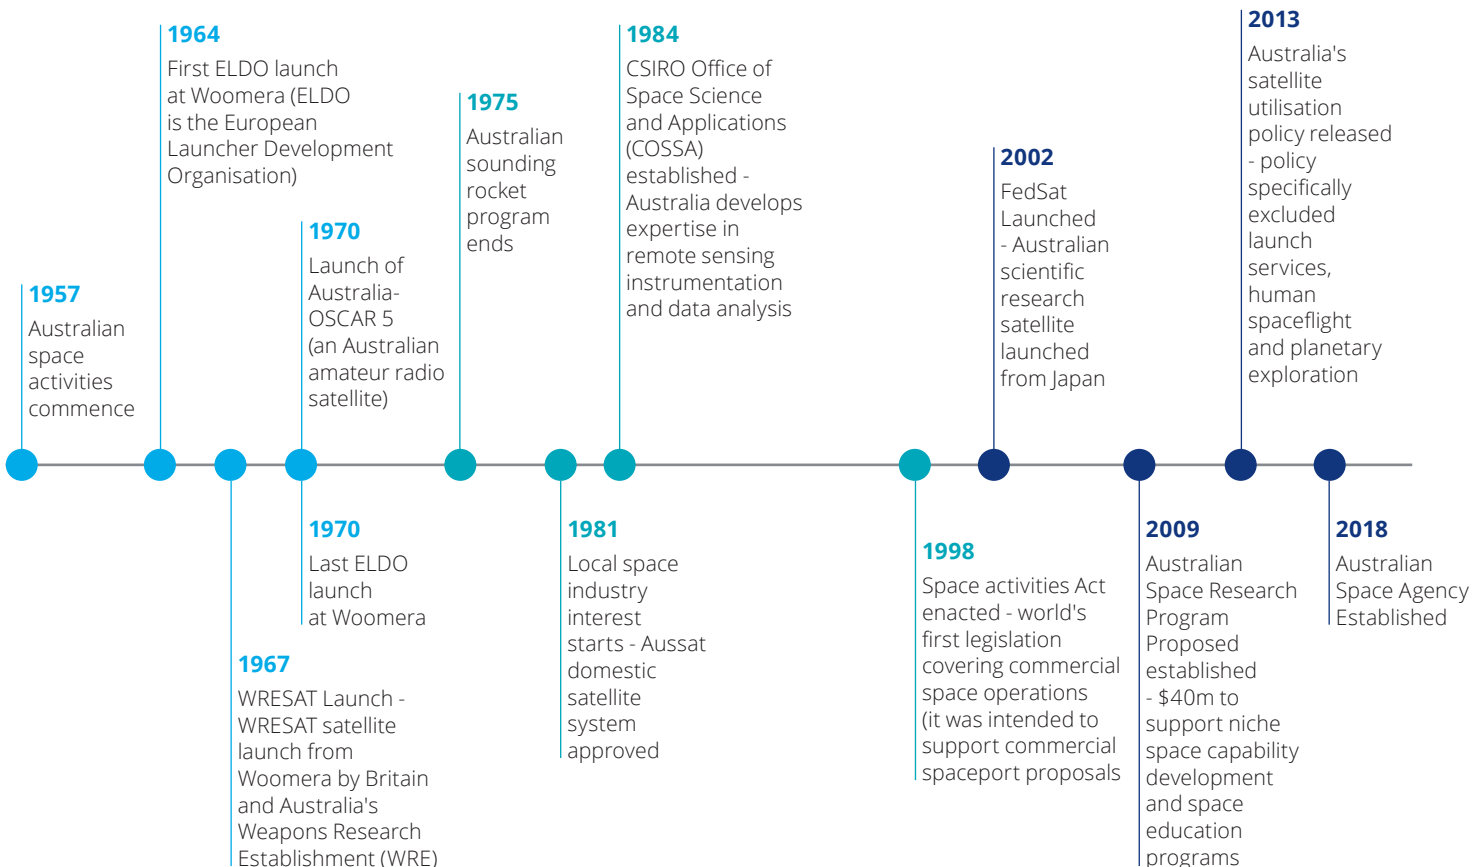 1957
Australian
space
activities
commence
1964
First ELDO launch
at Woomera (ELDO
is the European
Launcher Development
Organisation)
1967
WRESAT Launch -
WRESAT satellite
launch from
Woomera by Britain
and Australia's
Weapons Research
Establishment (WRE)
1970
Launch of
Australia-
OSCAR 5
(an Australian
amateur radio
satellite)
1970
Last ELDO
launch
at Woomera
1975
Australian
sounding
rocket
program
ends
1981
Local space
industry
interest
starts - Aussat
domestic
satellite
system
approved
1984
CSIRO Office of
Space Science
and Applications
(COSSA)
established -
Australia develops
expertise in
remote sensing
instrumentation
and data analysis
1998
Space activities Act
enacted - world's
first legislation
covering commercial
space operations
(it was intended to
support commercial
spaceport proposals
2002
FedSat
Launched
- Australian
scientific
research
satellite
launched
from Japan
2009
Australian
Space Research
Program
Proposed
established
- $40m to
support niche
space capability
development
and space
education
programs
2013
Australia's
satellite
utilisation
policy released
- policy
specifically
excluded
launch
services,
human
spaceflight
and planetary
exploration
2018
Australian
Space Agency
Established